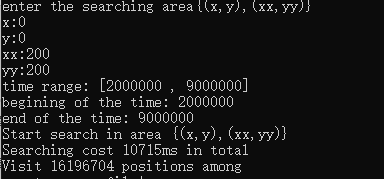 enter the searching area{(x,y),(xx,yy)}
x:0
y:0
xx:200
yy:200
time range: [2000000 , 9000000]
begining of the time: 2000000
end of the time: 9000000
Start search in area {(x,y),(xx,yy)}
Searching cost 10715ms in total
Visit 16196704 positions among